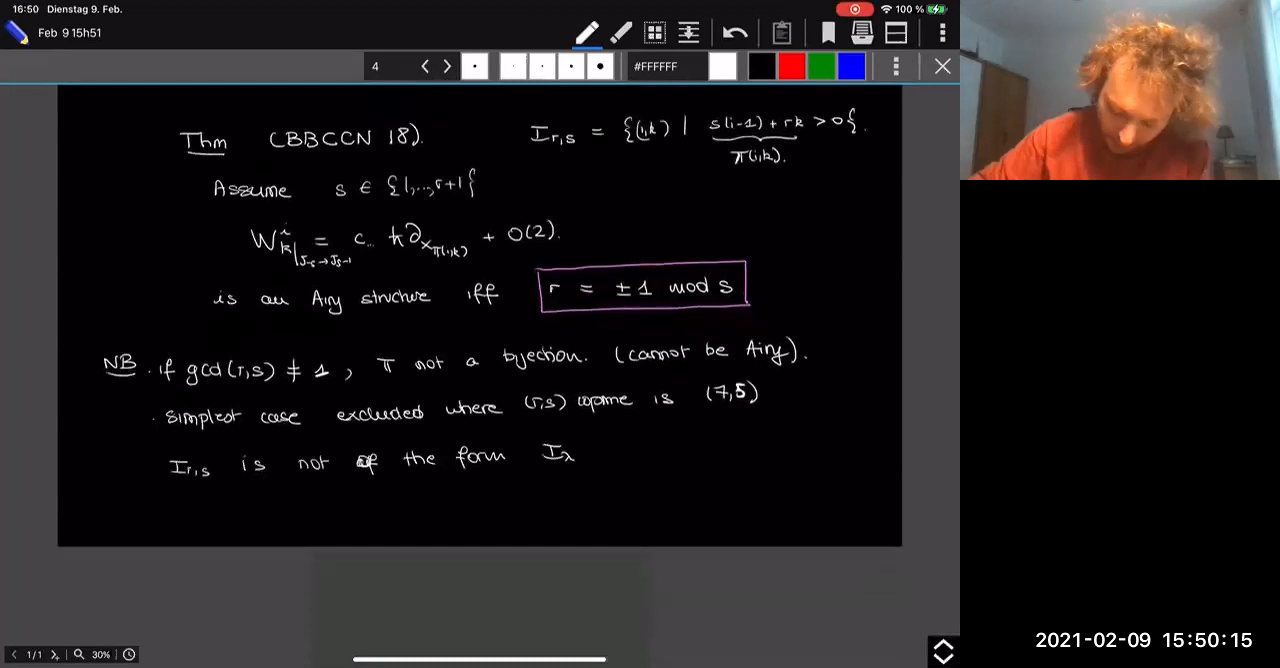 16:50 Dienstag 9. Feb.
100 %
Feb 9 15h51
4
#FFFFFF
Thm (BBCCN 18). I_{r,s} = {(i,k) | s(i-1) + rk > 0}.
π(i,k).
Assume s ∈ {1,...,r+1}
W^i_k|_{J_{-s}→J_{-s}-1} = c... ℏ∂_{x_{π(i,k)}} + O(2).
is an Airy structure iff r = ±1 mod s
NB . if gcd(r,s) ≠ 1, π not a bijection. (cannot be Airy).
. simplest case excluded where (r,s) coprime is (7,5)
I_{r,s} is not of the form I_λ
1/1 30%
2021-02-09 15:50:15